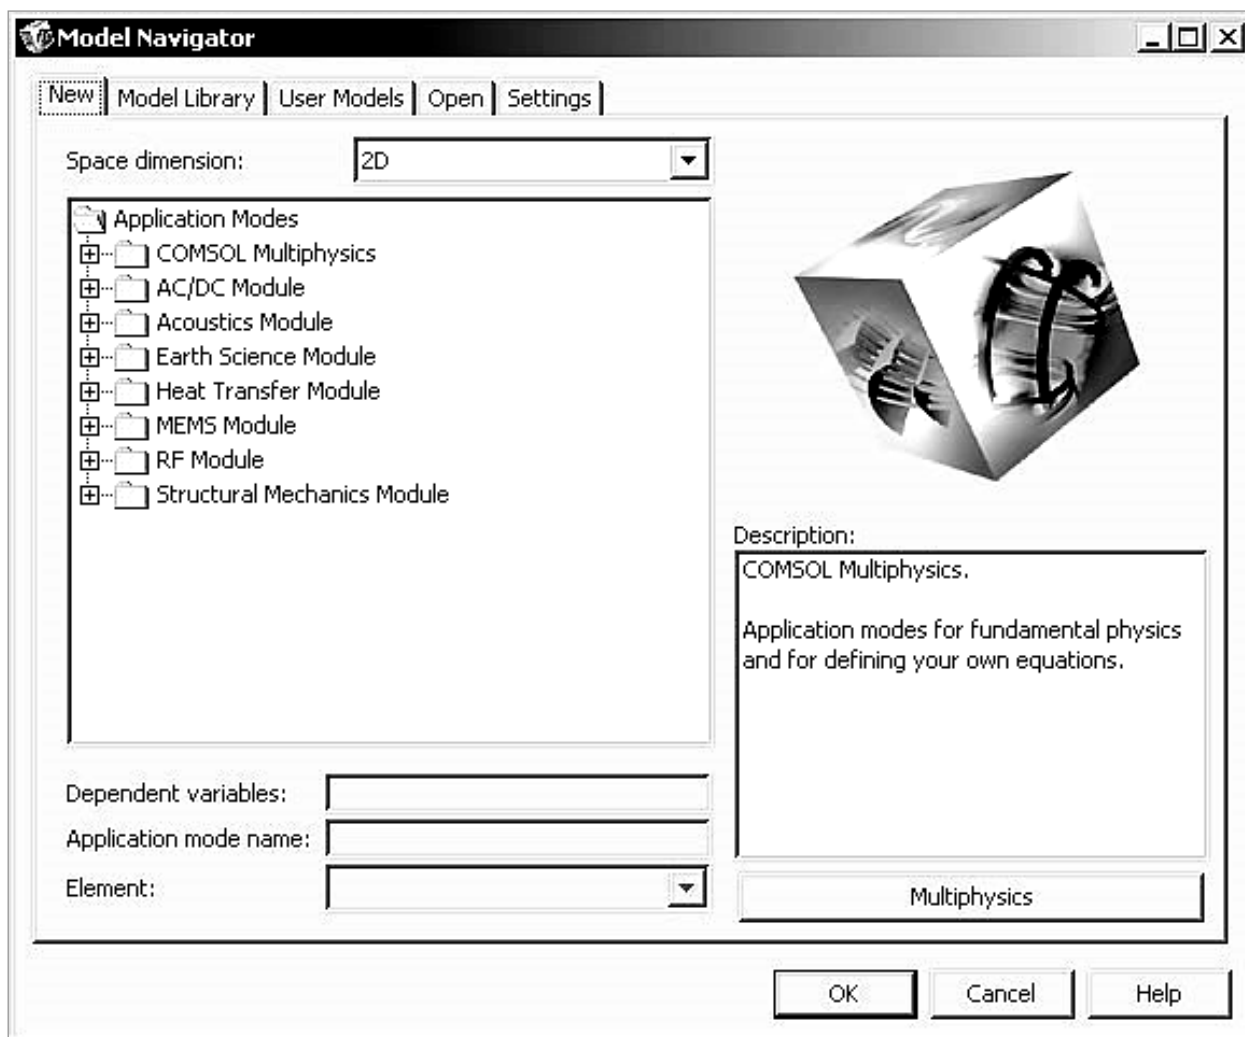 Model Navigator
New
Model Library
User Models
Open
Settings
Space dimension:
2D
Application Modes
COMSOL Multiphysics
AC/DC Module
Acoustics Module
Earth Science Module
Heat Transfer Module
MEMS Module
RF Module
Structural Mechanics Module
Description:
COMSOL Multiphysics.
Application modes for fundamental physics
and for defining your own equations.
Dependent variables:
Application mode name:
Element:
Multiphysics
OK
Cancel
Help